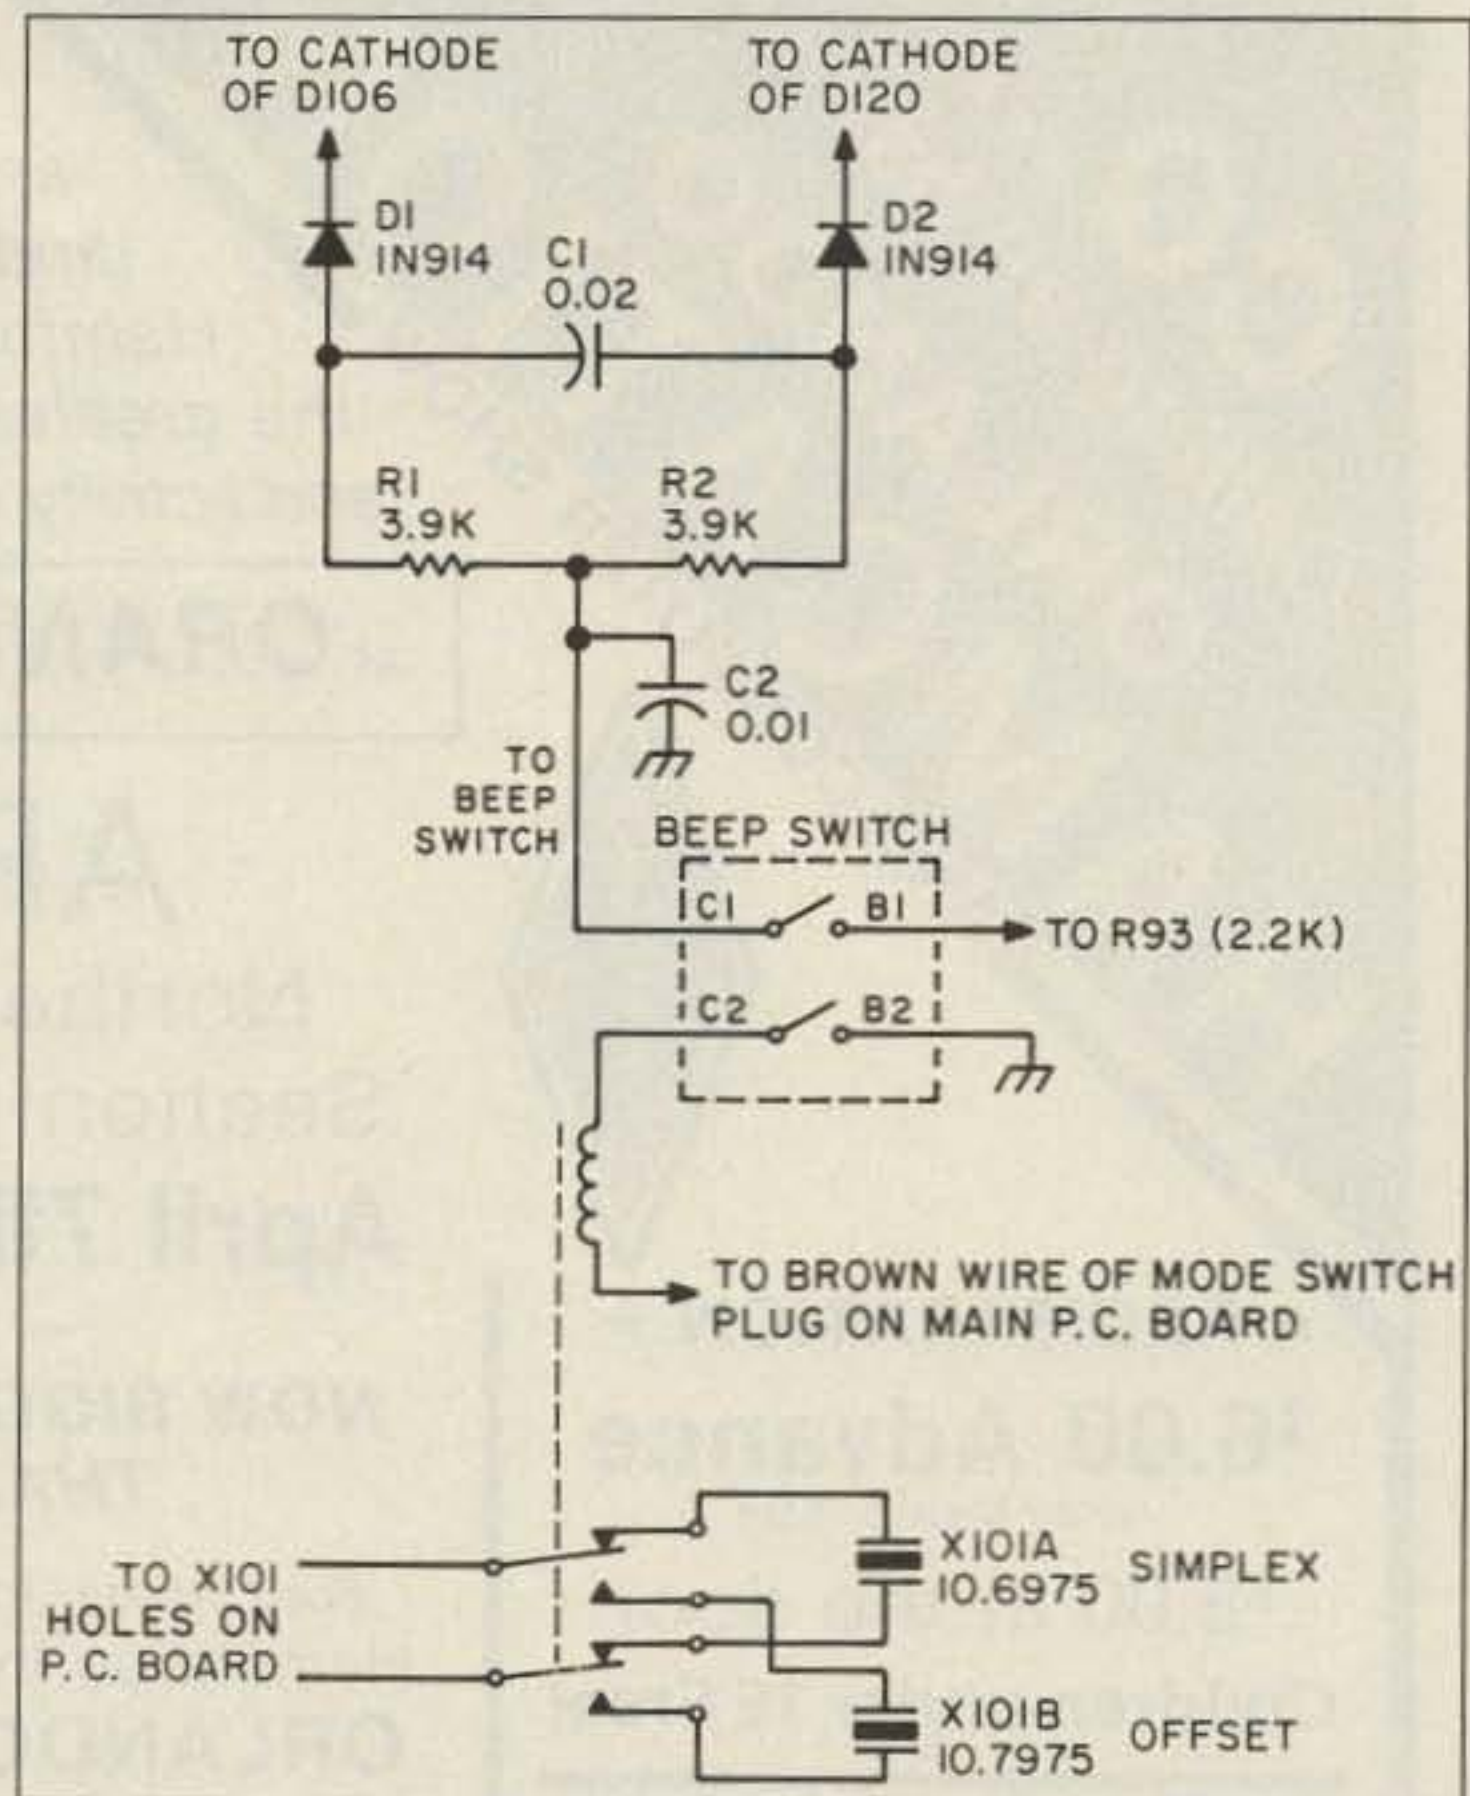 TO CATHODE
OF D106
TO CATHODE
OF D120
D1
IN914
C1
0.02
D2
IN914
R1
3.9K
R2
3.9K
C2
0.01
TO
BEEP
SWITCH
BEEP SWITCH
C1
B1
TO R93 (2.2K)
C2
B2
TO BROWN WIRE OF MODE SWITCH
PLUG ON MAIN P.C. BOARD
TO X101
HOLES ON
P.C. BOARD
X101A
10.6975
SIMPLEX
X101B
10.7975
OFFSET